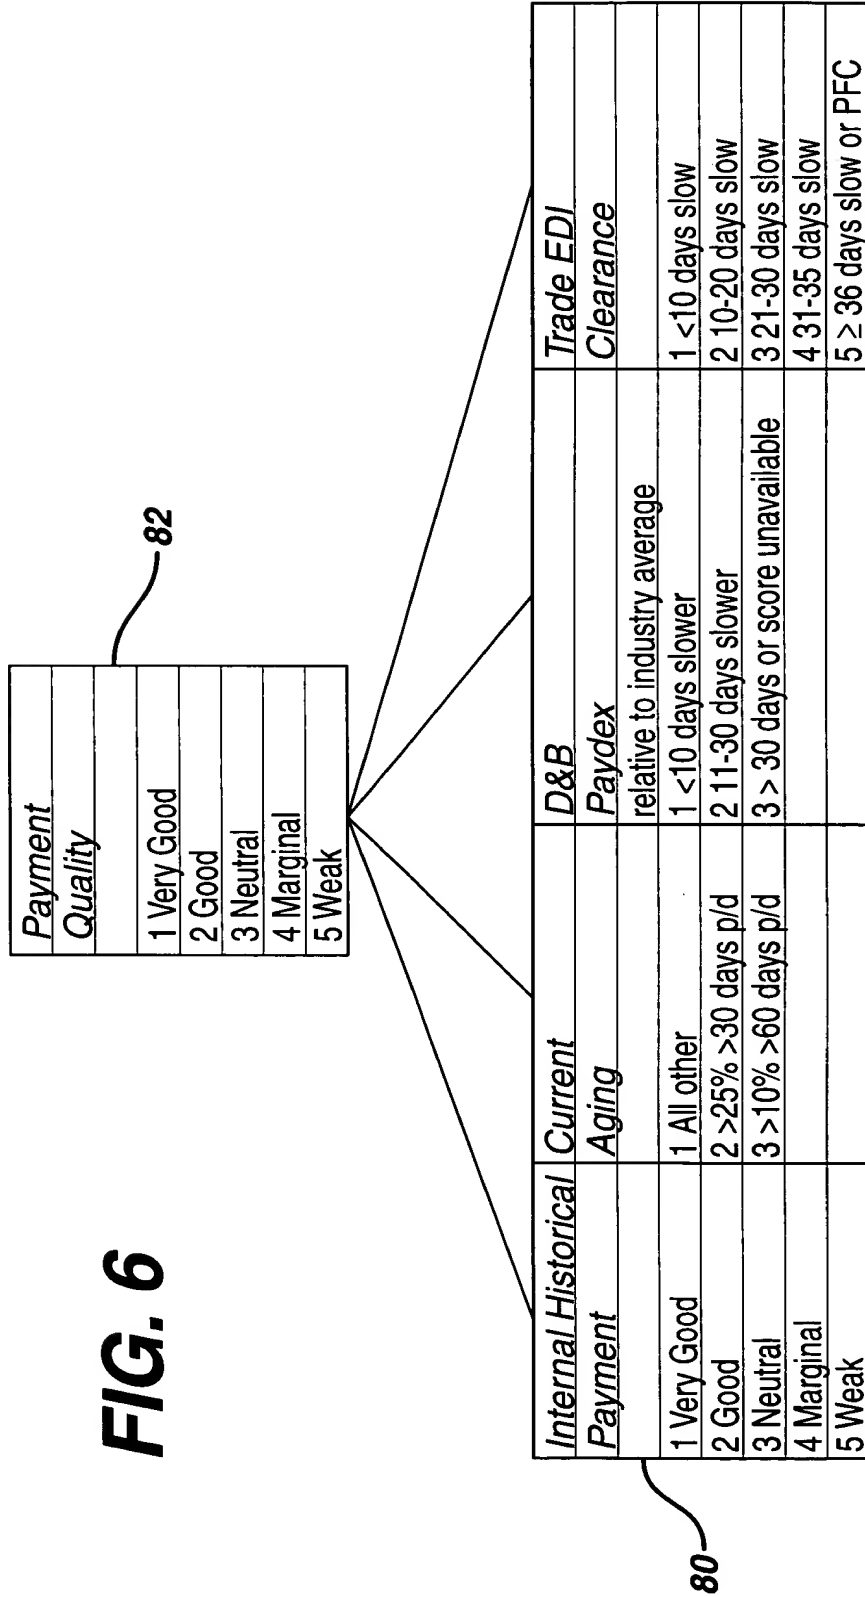 FIG. 6
Payment
Quality
1 Very Good
2 Good
3 Neutral
4 Marginal
5 Weak
82
80
Internal Historical
Payment
1 Very Good
2 Good
3 Neutral
4 Marginal
5 Weak
Current
Aging
1 All other
2 >25% >30 days p/d
3 >10% >60 days p/d
D&B
Paydex
relative to industry average
1 <10 days slower
2 11-30 days slower
3 > 30 days or score unavailable
Trade EDI
Clearance
1 <10 days slow
2 10-20 days slow
3 21-30 days slow
4 31-35 days slow
5 ≥ 36 days slow or PFC